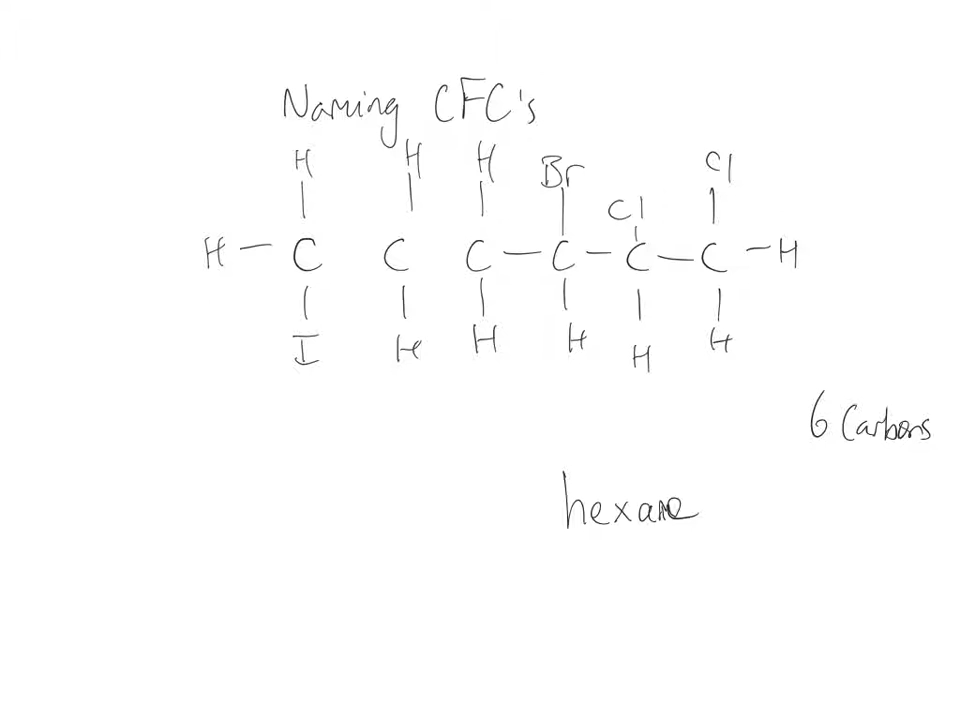 Naming CFC's
H H H Br Cl Cl
H - C C C - C - C - C - H
I H H H H H
6 Carbons
hexane